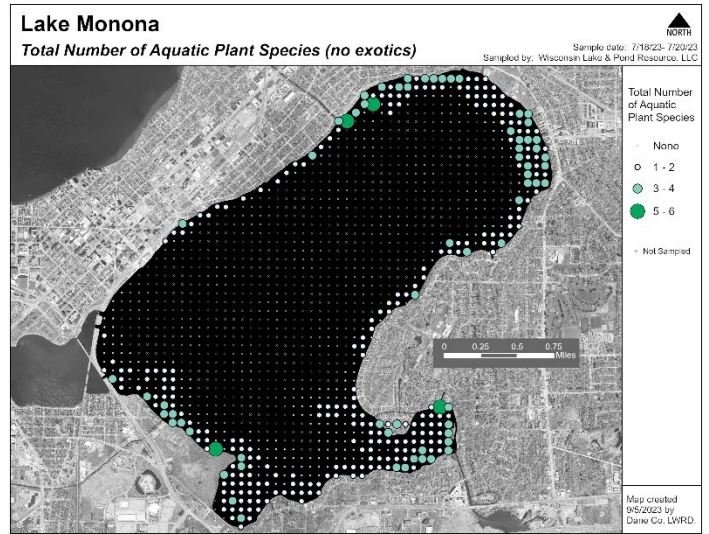 Lake Monona
Total Number of Aquatic Plant Species (no exotics)
NORTH
Sample date: 7/18/23- 7/20/23
Sampled by: Wisconsin Lake & Pond Resource, LLC
Total Number
of Aquatic
Plant Species
None
1 - 2
3 - 4
5 - 6
Not Sampled
0 0.25 0.5 0.75
Miles
Map created
9/5/2023 by
Dane Co. LWRD.